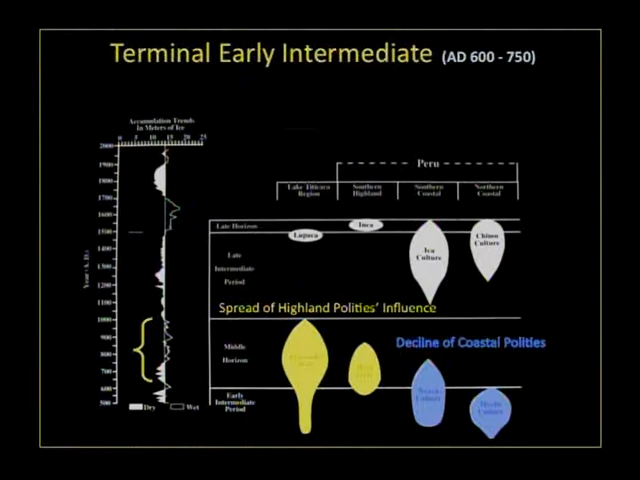 Terminal Early Intermediate (AD 600 - 750)
Accumulation Trends
In Meters of Ice
0 5 10 15 20 25
2000
1900
1800
1700
1600
1500
1400
1300
1200
1100
1000
900
800
700
600
500
Dry Wet
Peru
Lake Titicaca
Region
Southern
Highland
Southern
Coastal
Northern
Coastal
Late Horizon
Inca
Lupaca
Late
Intermediate
Period
Ica
Culture
Chimu
Culture
Spread of Highland Polities' Influence
Middle
Horizon
Decline of Coastal Polities
Early
Intermediate
Period
Culture